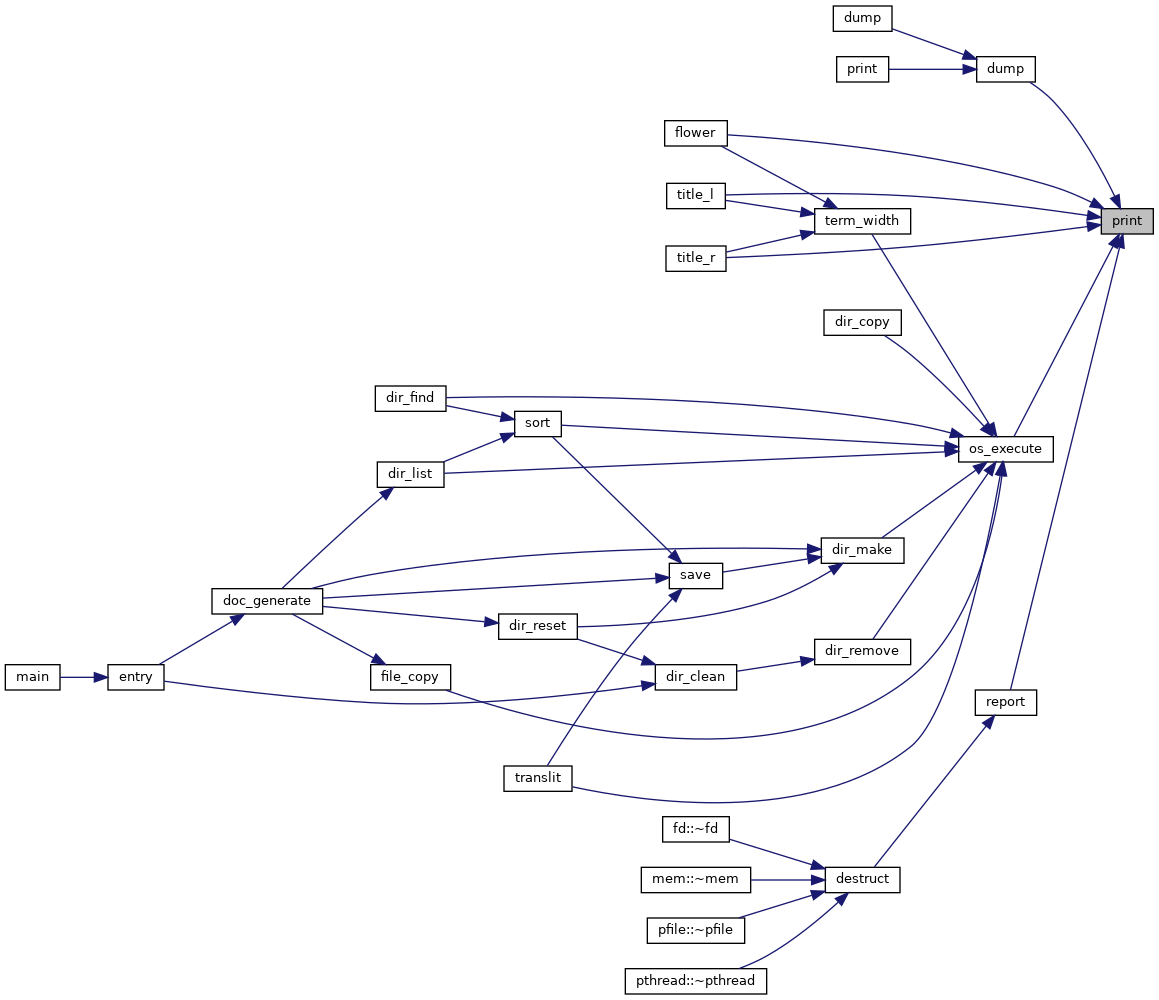 dump
print
dump
flower
title_l
term_width
print
title_r
dir_copy
dir_find
sort
os_execute
dir_list
dir_make
save
doc_generate
dir_reset
dir_remove
main
entry
file_copy
dir_clean
report
translit
fd::~fd
mem::~mem
destruct
pfile::~pfile
pthread::~pthread